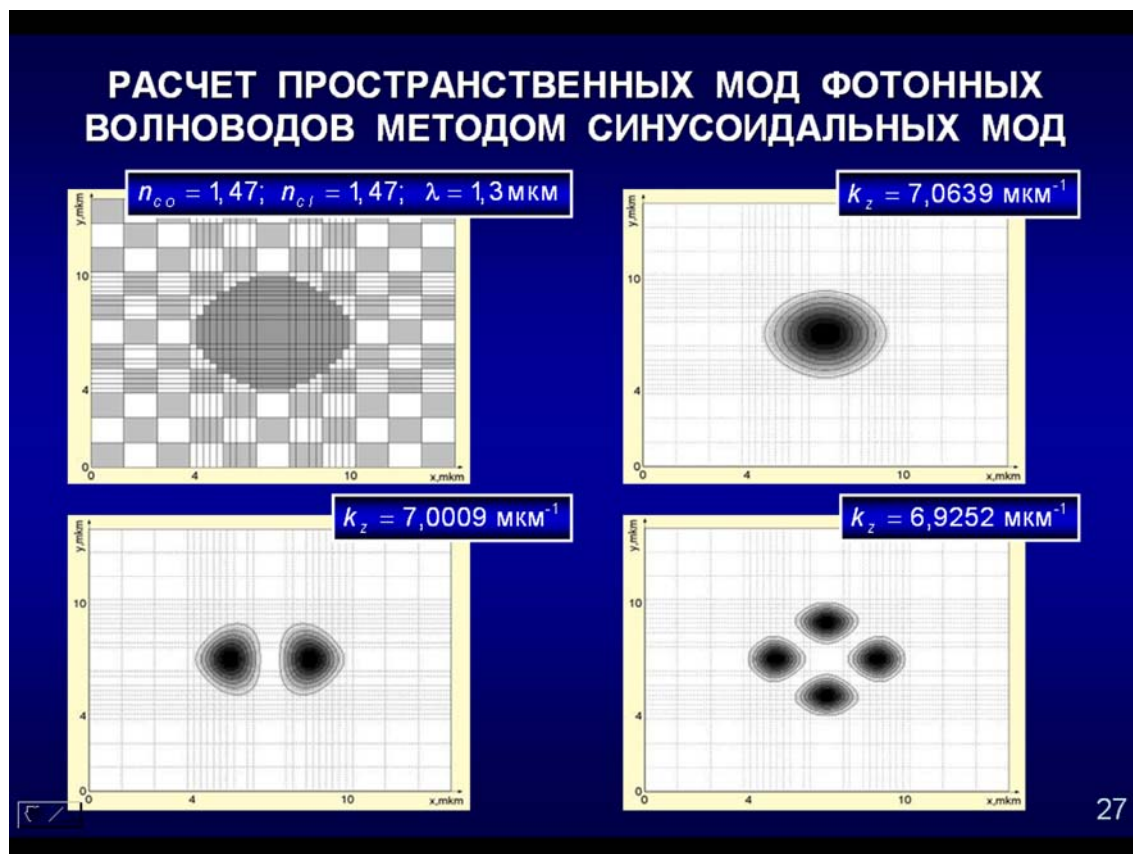 РАСЧЕТ ПРОСТРАНСТВЕННЫХ МОД ФОТОННЫХ
ВОЛНОВОДОВ МЕТОДОМ СИНУСОИДАЛЬНЫХ МОД
n_co = 1,47; n_cl = 1,47; λ = 1,3 мкм
y,mkm
10
4
0
0 4 10 x,mkm
k_z = 7,0639 мкм⁻¹
y,mkm
10
4
0
0 4 10 x,mkm
k_z = 7,0009 мкм⁻¹
y,mkm
10
4
0
0 4 10 x,mkm
k_z = 6,9252 мкм⁻¹
y,mkm
10
4
0
0 4 10 x,mkm
27